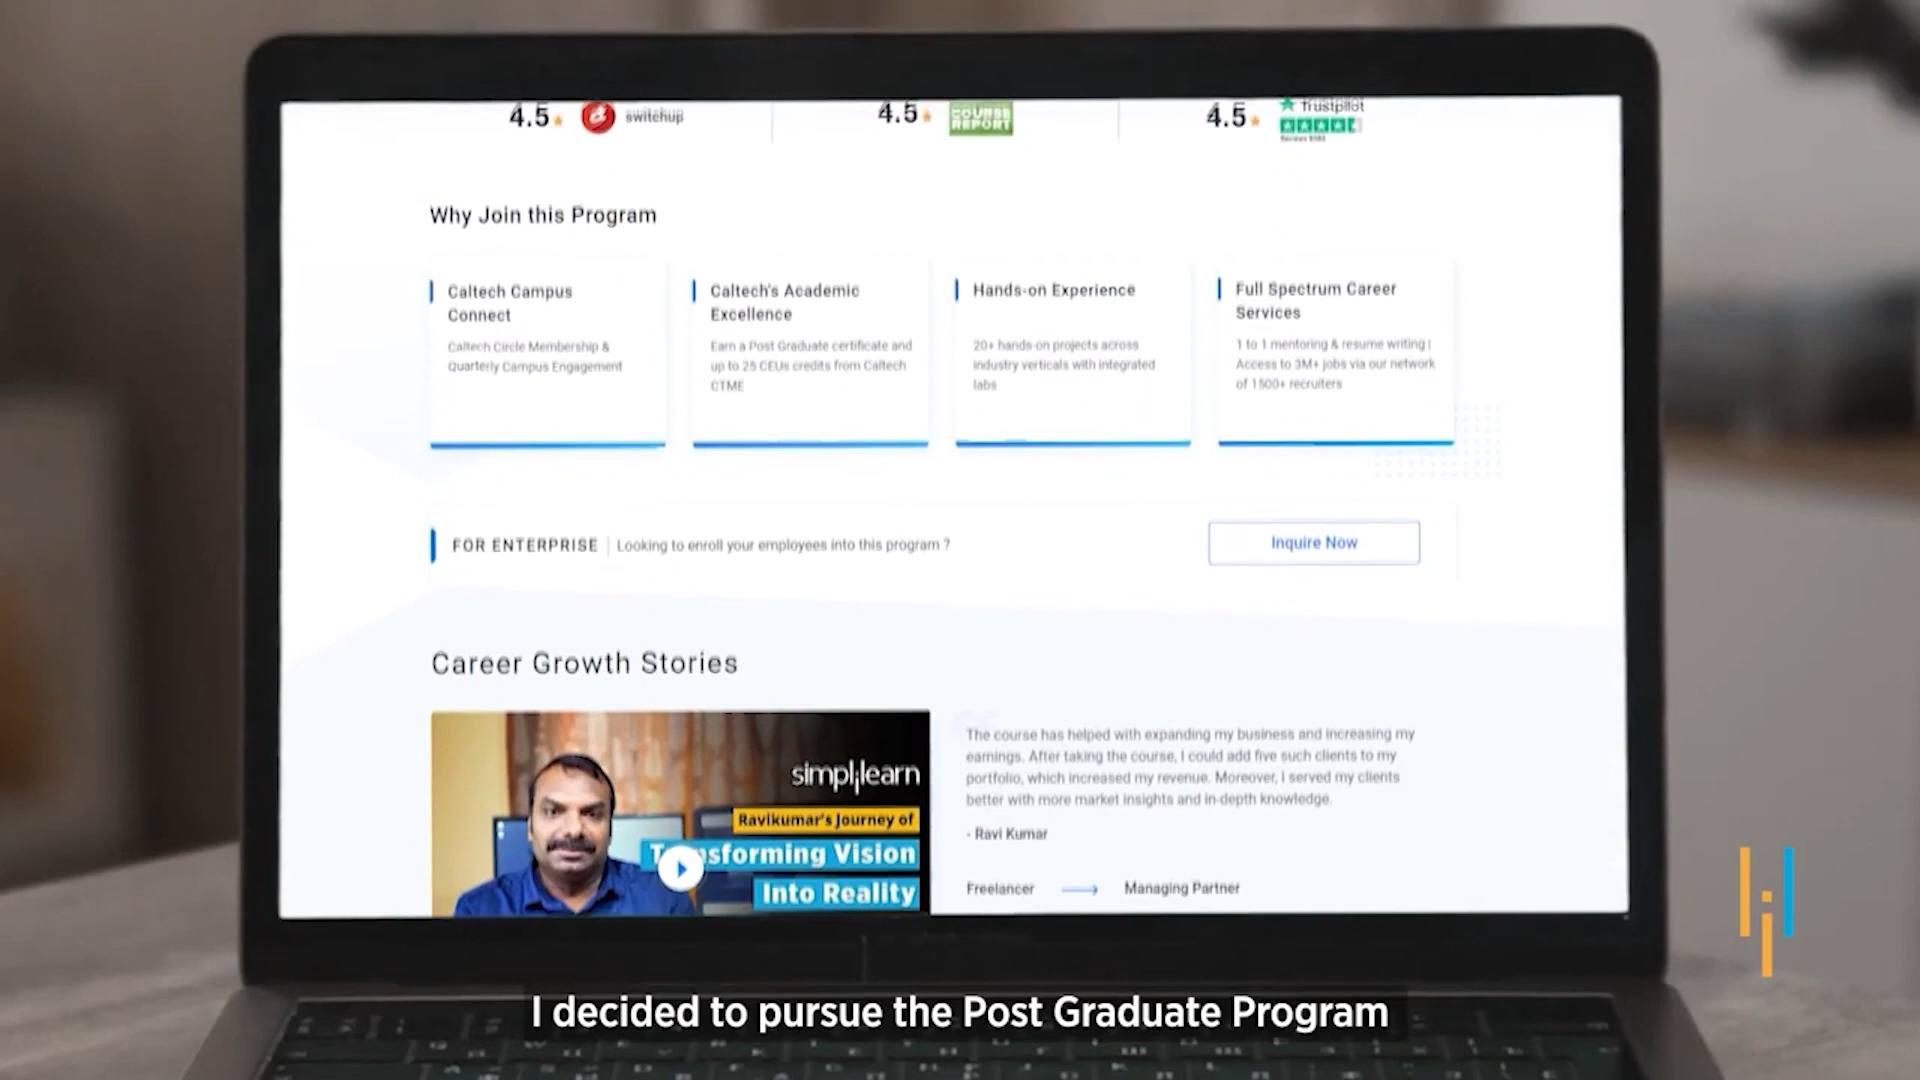 4.5 switchup
4.5 COURSE REPORT
4.5 Trustpilot
Why Join this Program
Caltech Campus
Connect
Caltech Circle Membership &
Quarterly Campus Engagement
Caltech's Academic
Excellence
Earn a Post Graduate certificate and
up to 25 CEUs credits from Caltech
CTME
Hands-on Experience
20+ hands-on projects across
industry verticals with integrated
labs
Full Spectrum Career
Services
1 to 1 mentoring & resume writing |
Access to 3M+ jobs via our network
of 1500+ recruiters
FOR ENTERPRISE | Looking to enroll your employees into this program ?
Inquire Now
Career Growth Stories
simplilearn
Ravikumar's Journey of
Transforming Vision
Into Reality
The course has helped with expanding my business and increasing my
earnings. After taking the course, I could add five such clients to my
portfolio, which increased my revenue. Moreover, I served my clients
better with more market insights and in-depth knowledge.
- Ravi Kumar
Freelancer → Managing Partner
I decided to pursue the Post Graduate Program